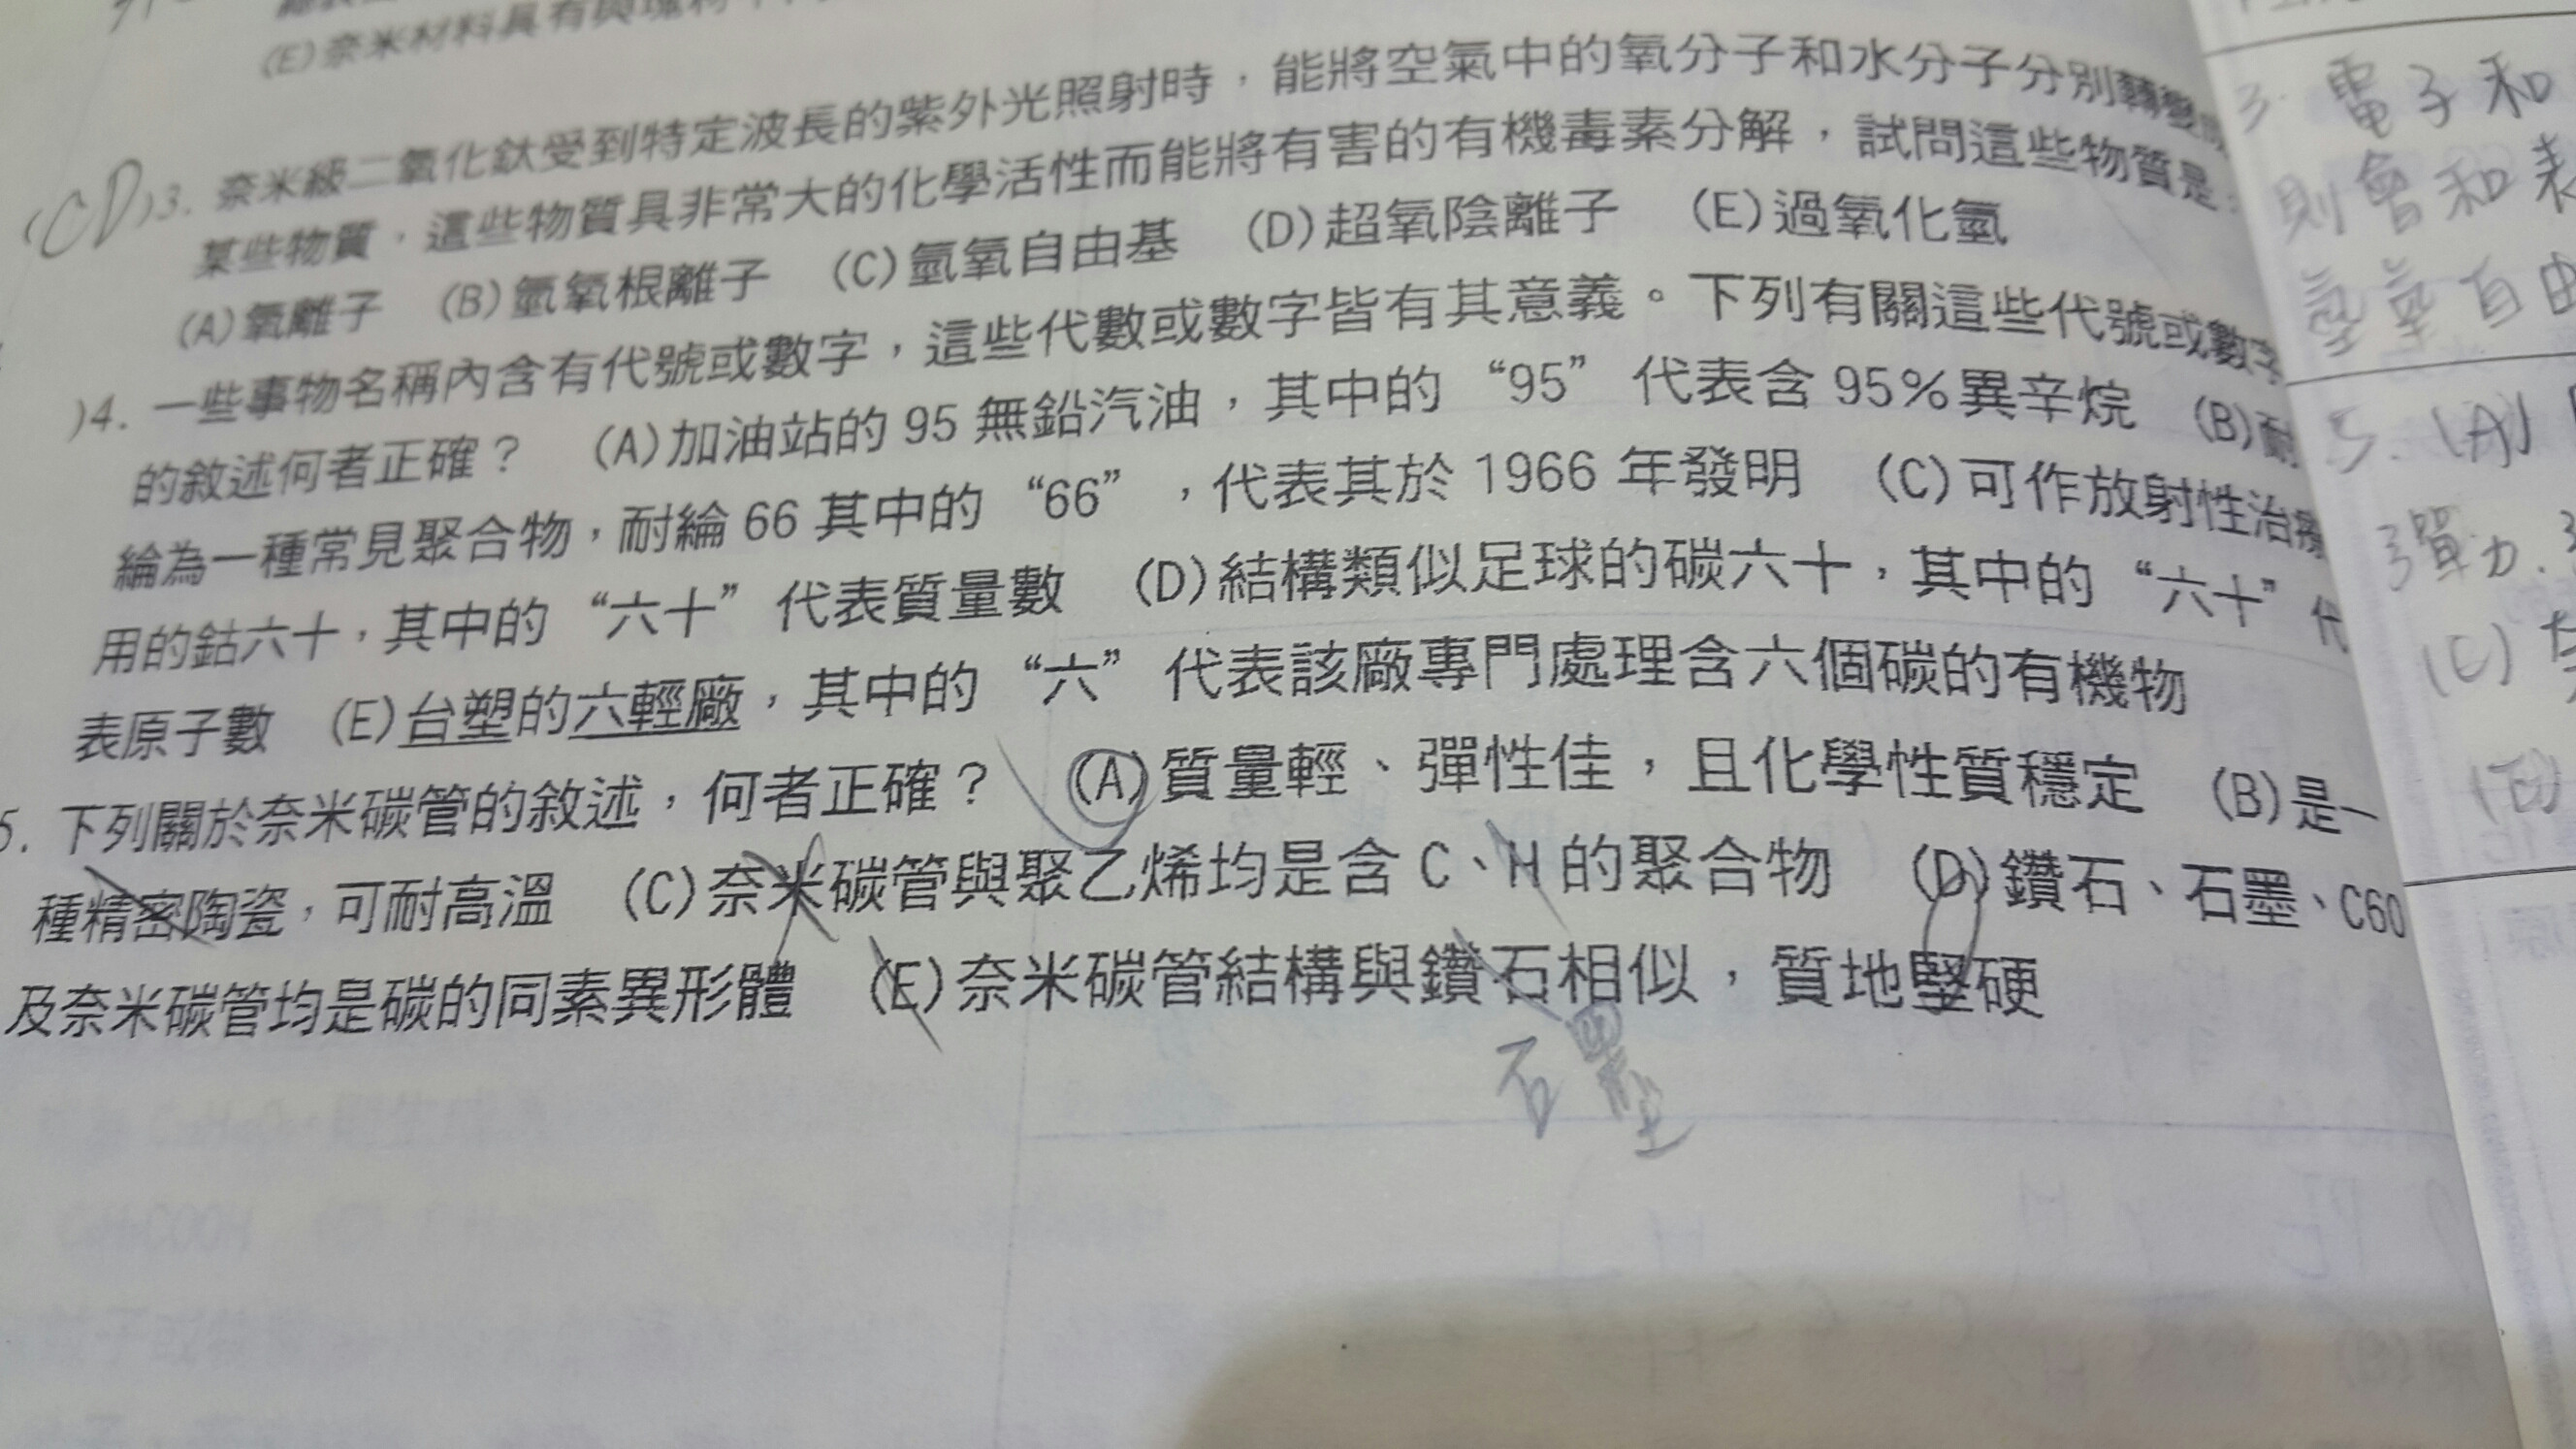 (E)奈米材料具有與塊材
(CD)3. 奈米級二氧化鈦受到特定波長的紫外光照射時,能將空氣中的氧分子和水分子分別轉變
某些物質,這些物質具非常大的化學活性而能將有害的有機毒素分解,試問這些物質是:
(A)氧離子 (B)氫氧根離子 (C)氫氧自由基 (D)超氧陰離子 (E)過氧化氫
)4. 一些事物名稱內含有代號或數字,這些代數或數字皆有其意義。下列有關這些代號或數字
的敘述何者正確? (A)加油站的 95 無鉛汽油,其中的“95”代表含 95%異辛烷 (B)耐
綸為一種常見聚合物,耐綸 66 其中的“66”,代表其於 1966 年發明 (C)可作放射性治療
用的鈷六十,其中的“六十”代表質量數 (D)結構類似足球的碳六十,其中的“六十”代
表原子數 (E)台塑的六輕廠,其中的“六”代表該廠專門處理含六個碳的有機物
5. 下列關於奈米碳管的敘述,何者正確? (A)質量輕、彈性佳,且化學性質穩定 (B)是一
種精密陶瓷,可耐高溫 (C)奈米碳管與聚乙烯均是含 C、H 的聚合物 (D)鑽石、石墨、C60
及奈米碳管均是碳的同素異形體 (E)奈米碳管結構與鑽石相似,質地堅硬
石墨
3. 電子和
則會和表
氫氧自由
5. (A)
彈力.
(C)
(E)